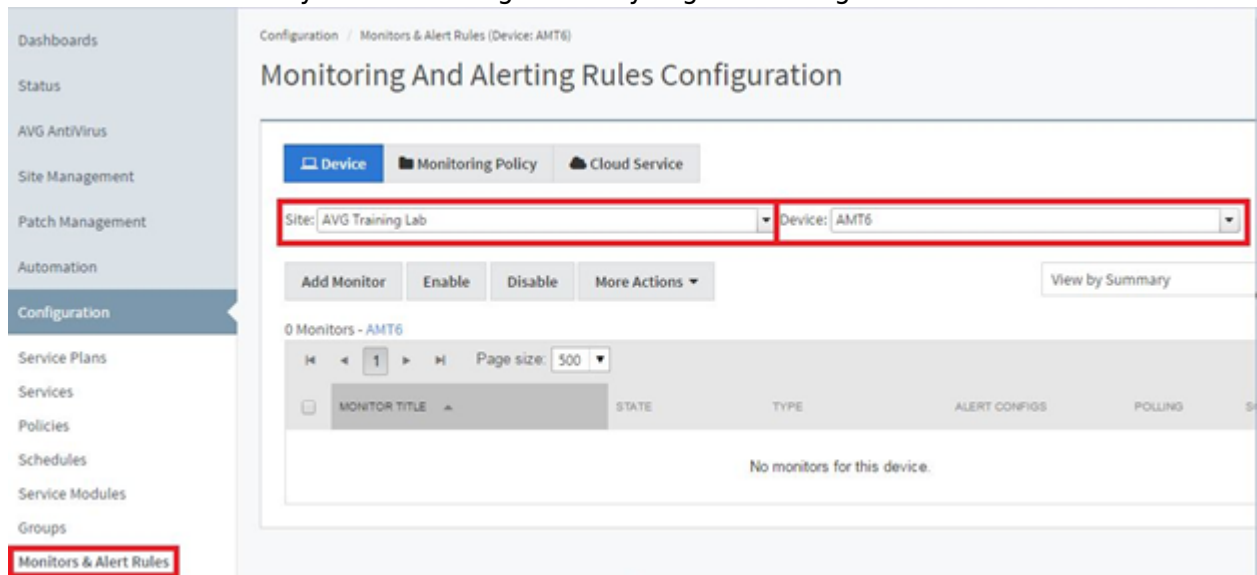 Dashboards
Status
AVG AntiVirus
Site Management
Patch Management
Automation
Configuration
Service Plans
Services
Policies
Schedules
Service Modules
Groups
Monitors & Alert Rules
Configuration / Monitors & Alert Rules (Device: AMT6)
Monitoring And Alerting Rules Configuration
Device Monitoring Policy Cloud Service
Site: AVG Training Lab Device: AMT6
Add Monitor Enable Disable More Actions View by Summary
0 Monitors - AMT6
1 Page size: 500
MONITOR TITLE STATE TYPE ALERT CONFIGS POLLING
No monitors for this device.